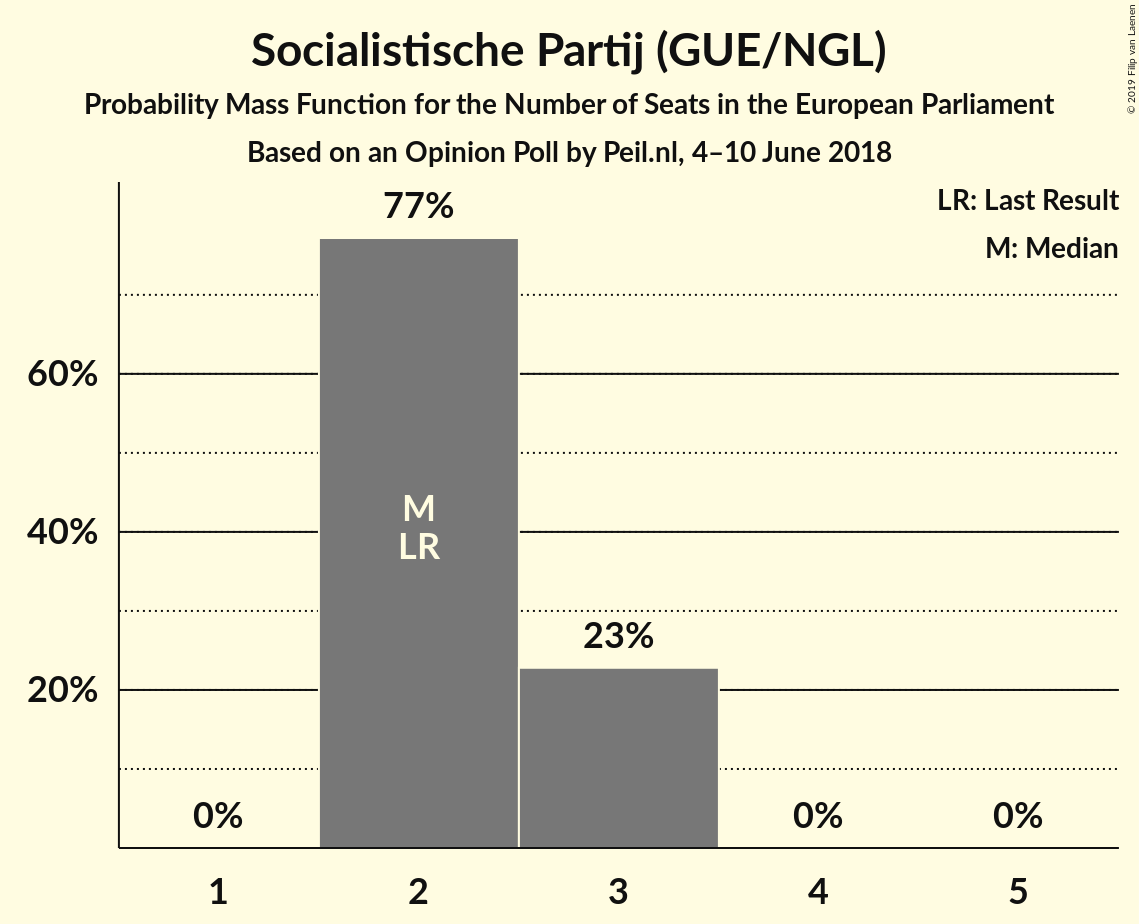 Socialistische Partij (GUE/NGL)
Probability Mass Function for the Number of Seats in the European Parliament
Based on an Opinion Poll by Peil.nl, 4–10 June 2018
© 2019 Filip van Laenen
LR: Last Result
M: Median
77%
60%
40%
20%
M
LR
23%
0%
0%
0%
1
2
3
4
5